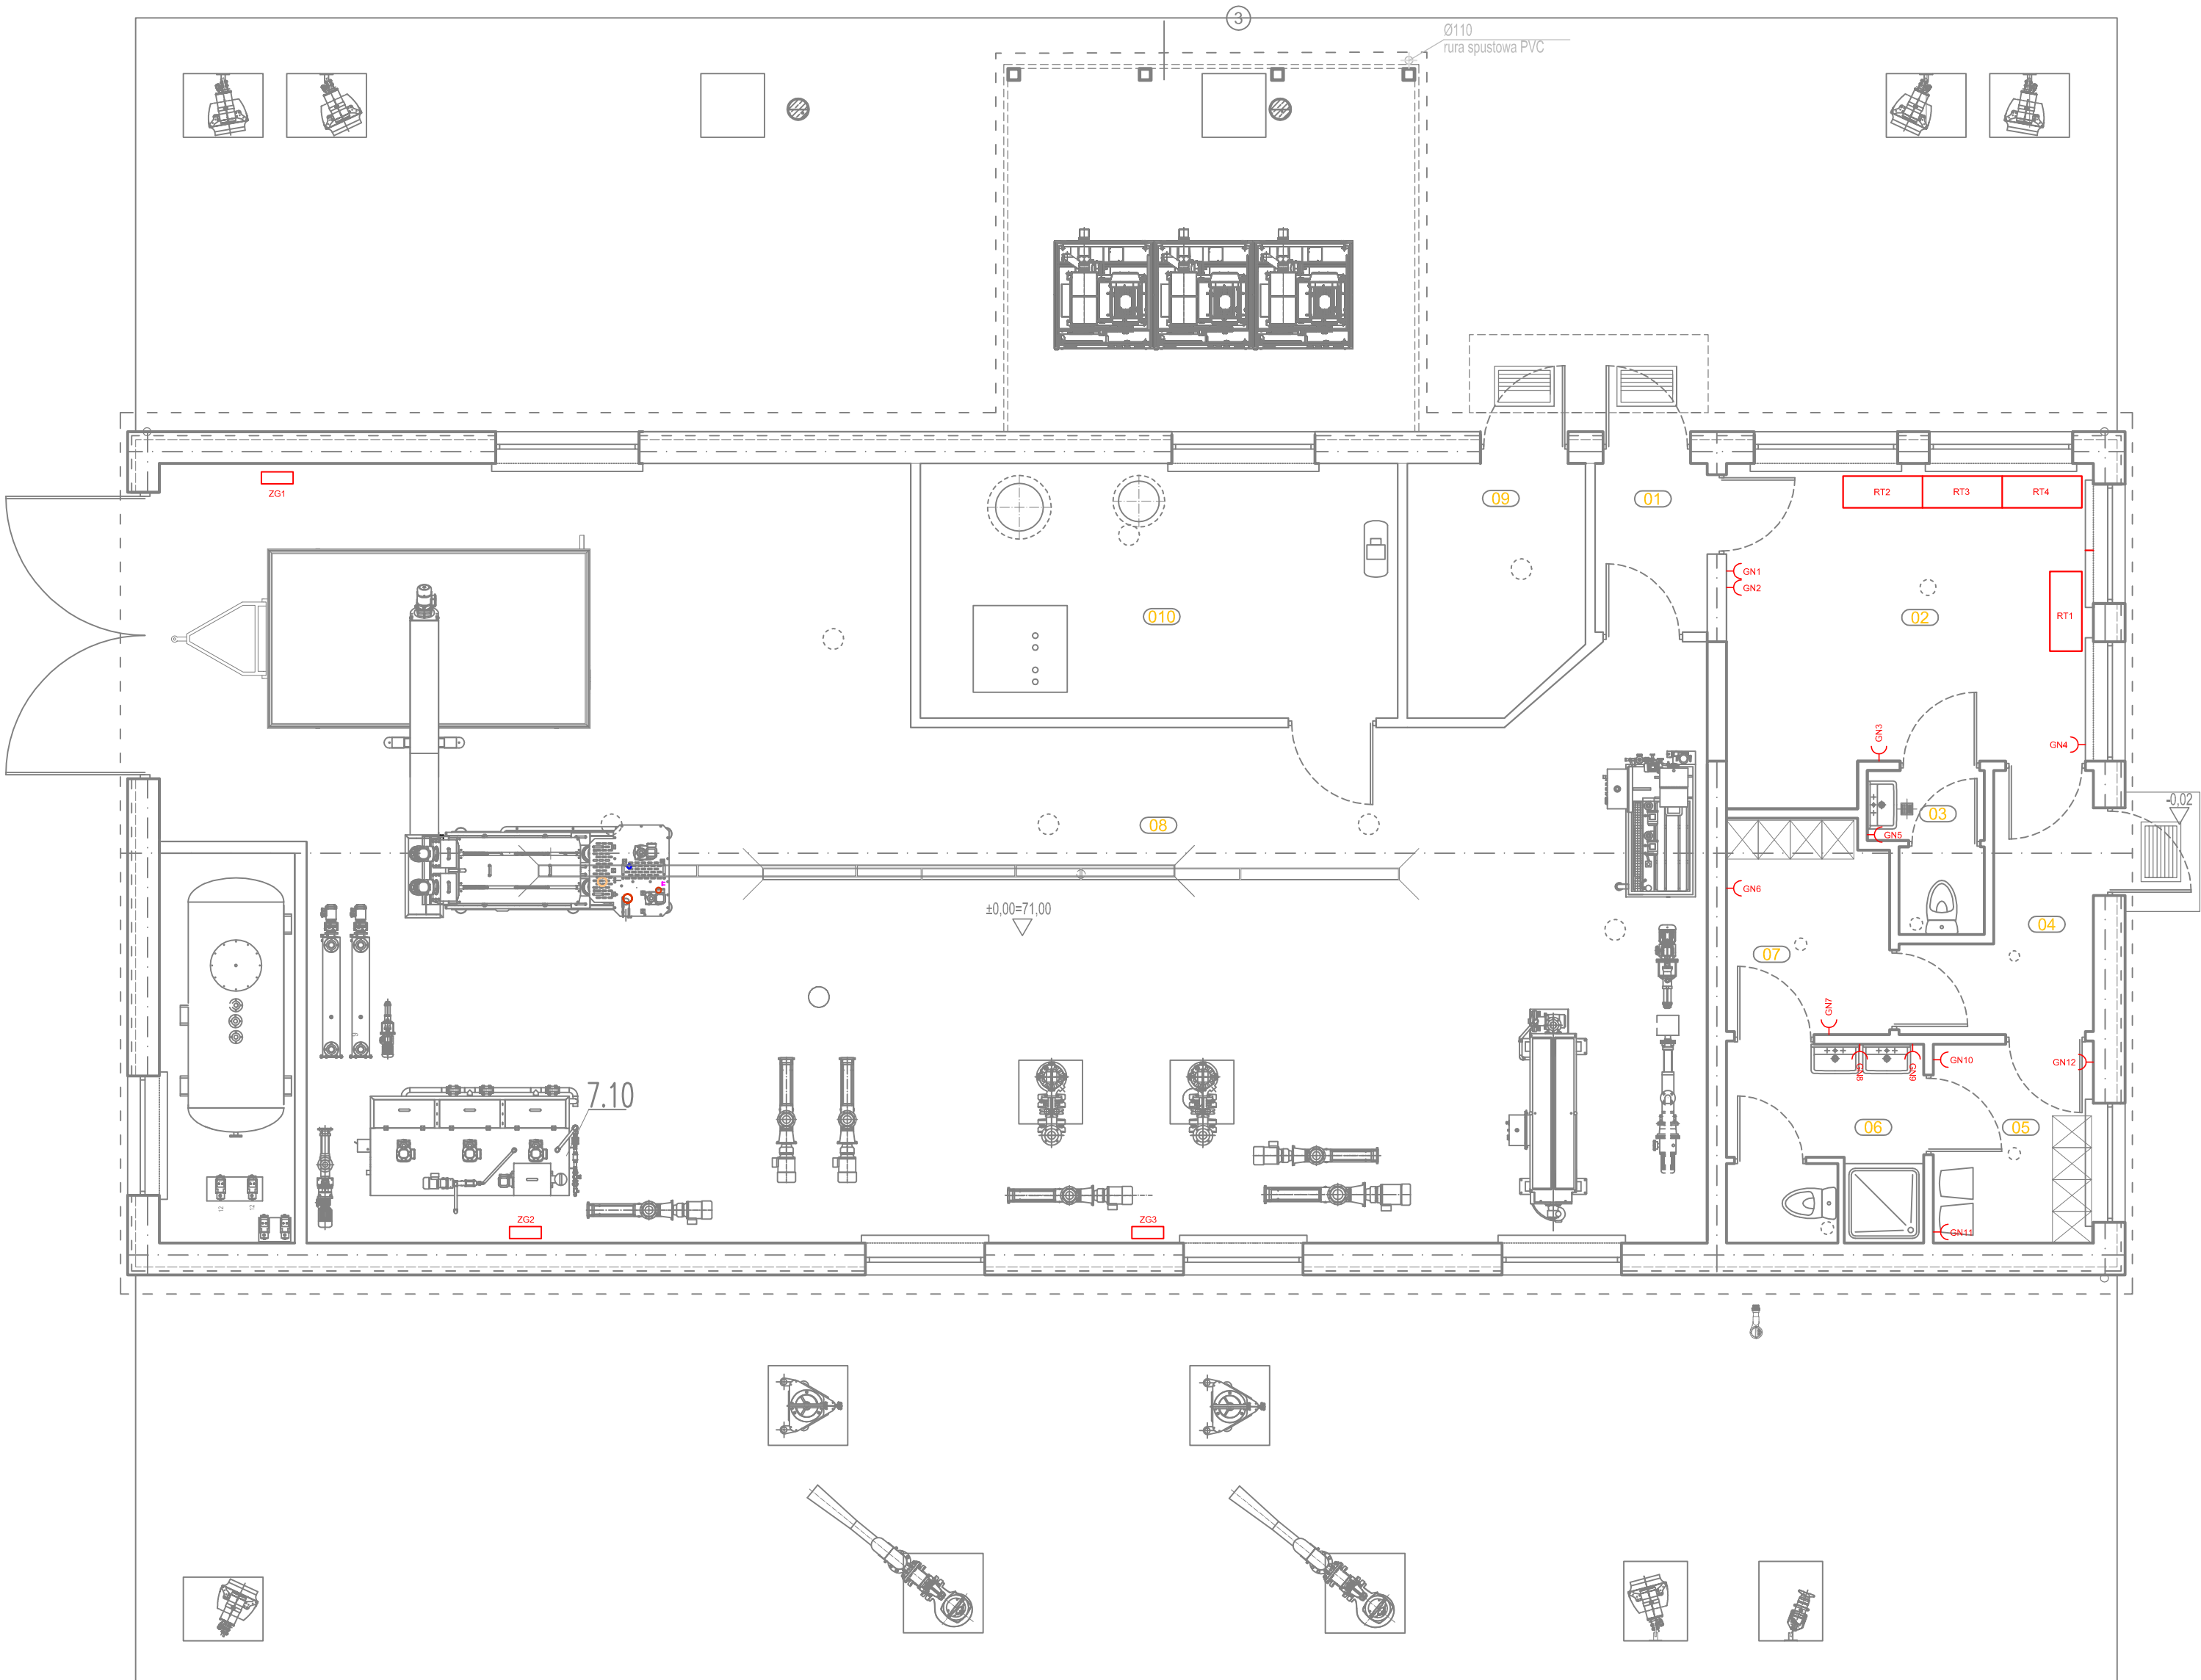 3
Ø110
rura spustowa PVC
ZG1
09
01
RT2
RT3
RT4
GN1
GN2
010
02
RT1
GN3
GN4
-0,02
03
08
GN5
GN6
±0,00=71,00
04
07
GN7
GN8
GN9
GN10
GN12
7.10
06
05
ZG2
ZG3
GN11